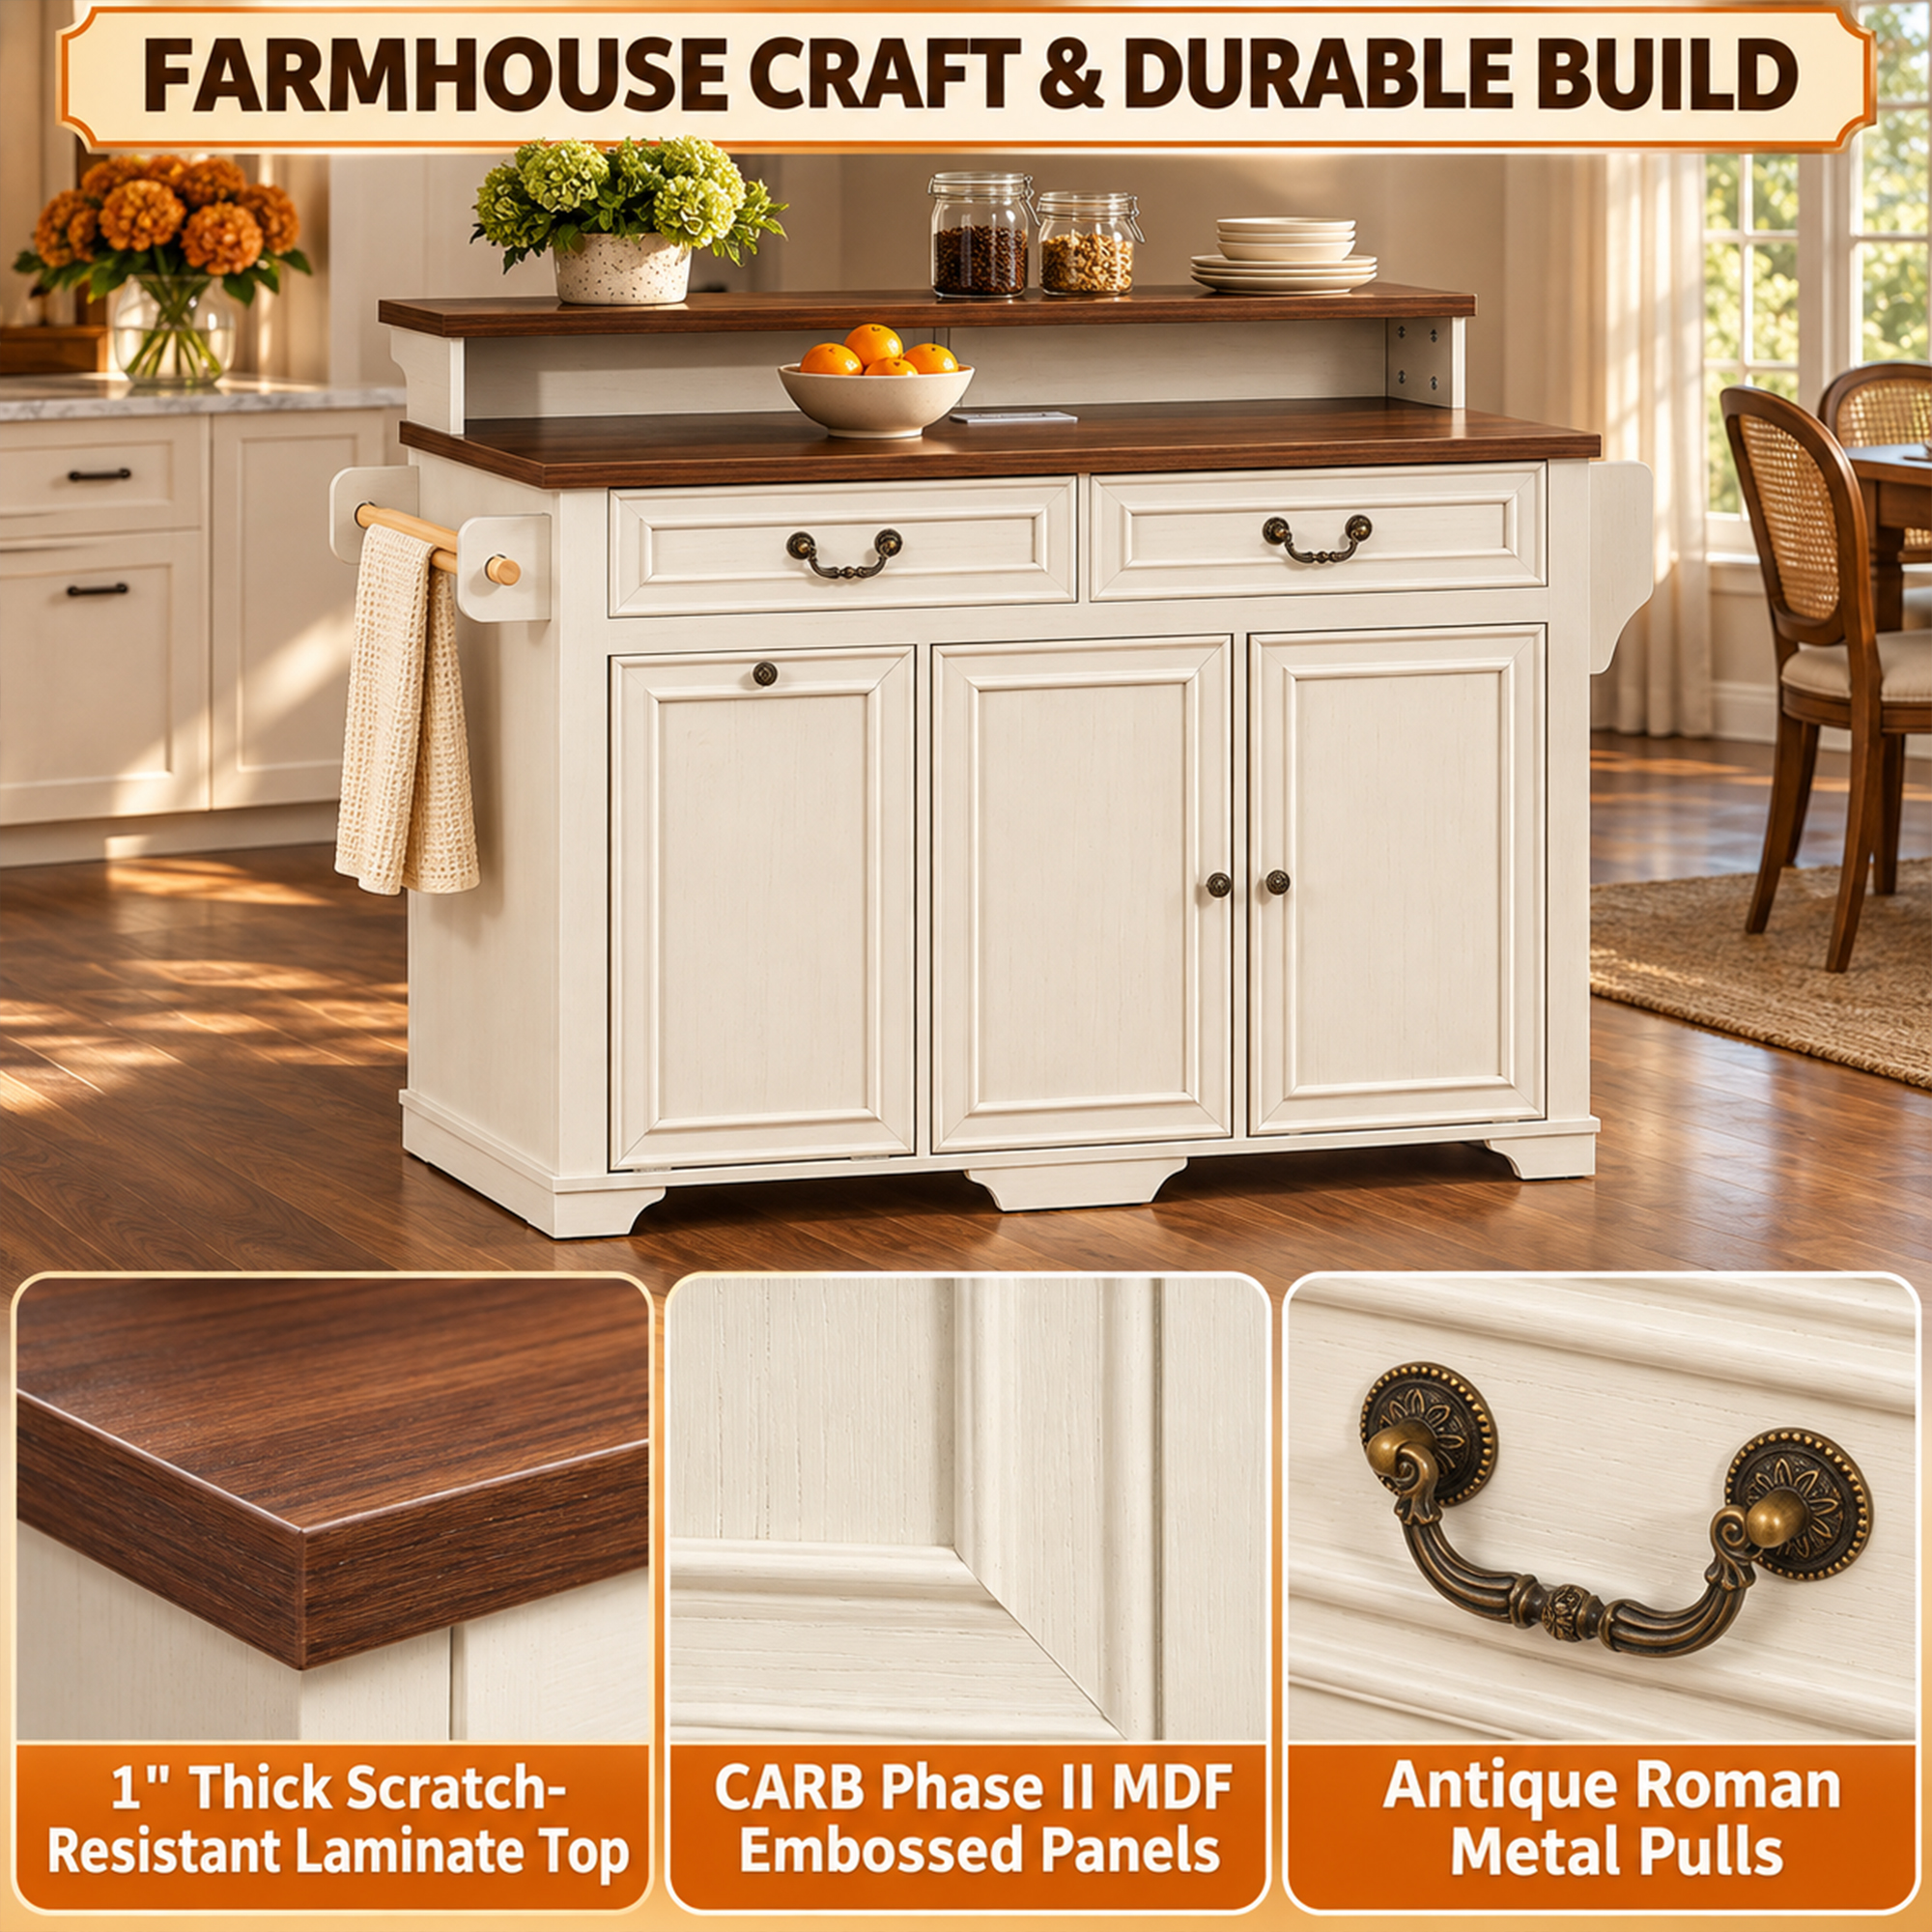 FARMHOUSE CRAFT & DURABLE BUILD
1" Thick Scratch-
Resistant Laminate Top
CARB Phase II MDF
Embossed Panels
Antique Roman
Metal Pulls